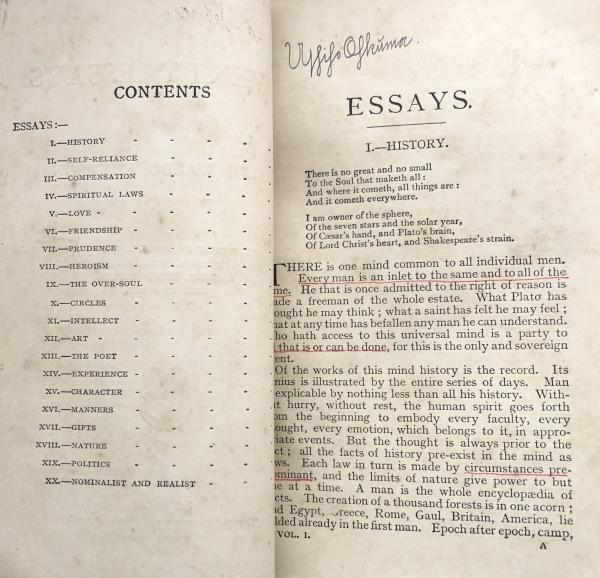 CONTENTS
ESSAYS:—
I.—HISTORY - - - -
II.—SELF-RELIANCE - - -
III.—COMPENSATION - - -
IV.—SPIRITUAL LAWS - - -
V.—LOVE - - - - -
VI.—FRIENDSHIP - - - -
VII.—PRUDENCE - - - -
VIII.—HEROISM - - - -
IX.—THE OVER-SOUL - - -
X.—CIRCLES - - - -
XI.—INTELLECT - - - -
XII.—ART - - - - -
XIII.—THE POET - - - -
XIV.—EXPERIENCE - - - -
XV.—CHARACTER - - - -
XVI.—MANNERS - - - -
XVII.—GIFTS - - - -
XVIII.—NATURE - - - -
XIX.—POLITICS - - - -
XX.—NOMINALIST AND REALIST - - -
ESSAYS.
I.—HISTORY.
There is no great and no small
To the Soul that maketh all:
And where it cometh, all things are:
And it cometh everywhere.
I am owner of the sphere,
Of the seven stars and the solar year,
Of Cæsar's hand, and Plato's brain,
Of Lord Christ's heart, and Shakespeare's strain.
THERE is one mind common to all individual men.
Every man is an inlet to the same and to all of the
me. He that is once admitted to the right of reason is
ade a freeman of the whole estate. What Plato has
ought he may think; what a saint has felt he may feel;
hat at any time has befallen any man he can understand.
ho hath access to this universal mind is a party to
that is or can be done, for this is the only and sovereign
ent.
Of the works of this mind history is the record. Its
nius is illustrated by the entire series of days. Man
explicable by nothing less than all his history. With-
t hurry, without rest, the human spirit goes forth
om the beginning to embody every faculty, every
ought, every emotion, which belongs to it, in appro-
iate events. But the thought is always prior to the
ct; all the facts of history pre-exist in the mind as
ws. Each law in turn is made by circumstances pre-
ominant, and the limits of nature give power to but
e at a time. A man is the whole encyclopædia of
cts. The creation of a thousand forests is in one acorn;
d Egypt, Greece, Rome, Gaul, Britain, America, lie
lded already in the first man. Epoch after epoch, camp,
VOL. I.
A